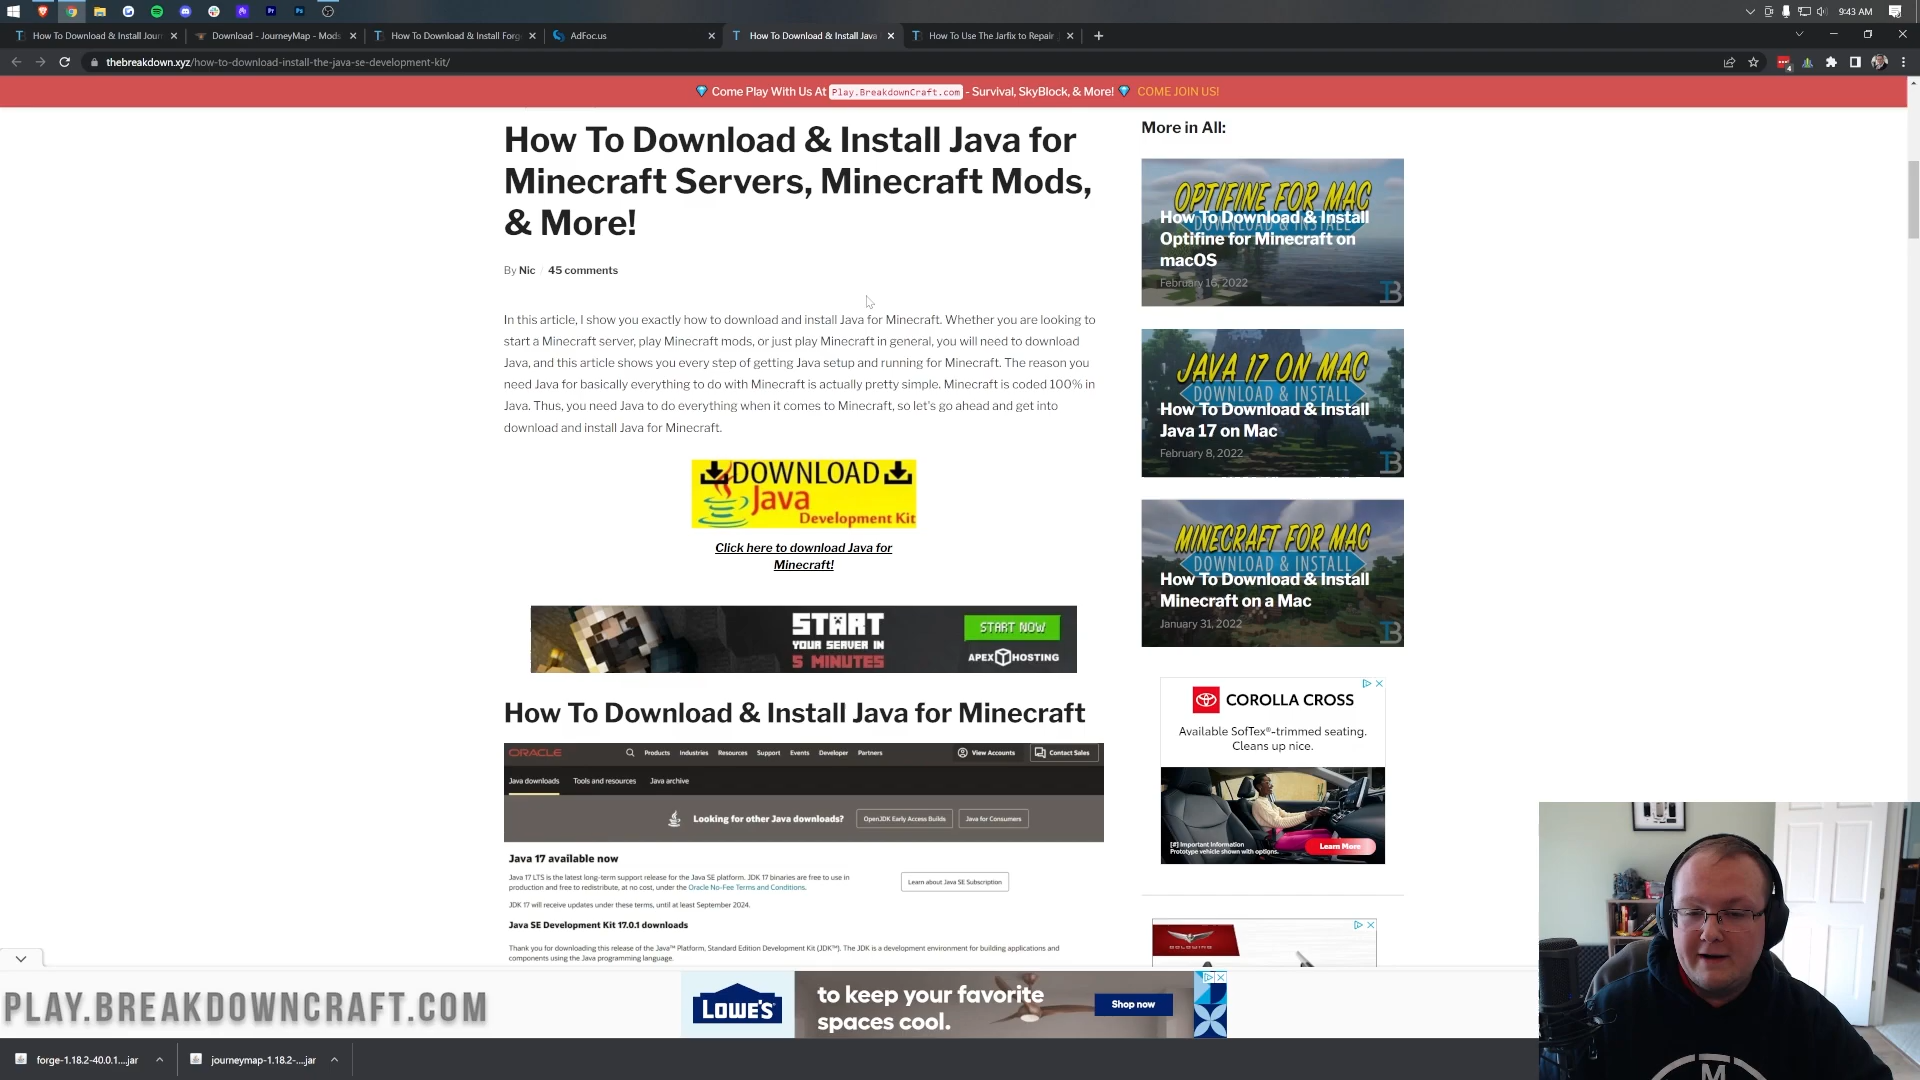 9:43 AM
How To Download & Install Jour
Download - JourneyMap - Mods
How To Download & Install Forg
AdFoc.us
How To Download & Install Java
How To Use The Jarfix to Repair
thebreakdown.xyz/how-to-download-install-the-java-se-development-kit/
Come Play With Us At Play.BreakdownCraft.com - Survival, SkyBlock, & More! COME JOIN US!
How To Download & Install Java for
Minecraft Servers, Minecraft Mods,
& More!
By Nic / 45 comments
In this article, I show you exactly how to download and install Java for Minecraft. Whether you are looking to
start a Minecraft server, play Minecraft mods, or just play Minecraft in general, you will need to download
Java, and this article shows you every step of getting Java setup and running for Minecraft. The reason you
need Java for basically everything to do with Minecraft is actually pretty simple. Minecraft is coded 100% in
Java. Thus, you need Java to do everything when it comes to Minecraft, so let's go ahead and get into
download and install Java for Minecraft.
DOWNLOAD
Java
Development Kit
Click here to download Java for
Minecraft!
START
YOUR SERVER IN
5 MINUTES
START NOW
APEX HOSTING
How To Download & Install Java for Minecraft
ORACLE
Products Industries Resources Support Events Developer Partners
View Accounts
Contact Sales
Java downloads Tools and resources Java archive
Looking for other Java downloads?
OpenJDK Early Access Builds
Java for Consumers
Java 17 available now
Java 17 LTS is the latest long-term support release for the Java SE platform. JDK 17 binaries are free to use in
production and free to redistribute, at no cost, under the Oracle No-Fee Terms and Conditions.
Learn about Java SE Subscription
JDK 17 will receive updates under these terms, until at least September 2024.
Java SE Development Kit 17.0.1 downloads
Thank you for downloading this release of the Java™ Platform, Standard Edition Development Kit (JDK™). The JDK is a development environment for building applications and
components using the Java programming language.
More in All:
OPTIFINE FOR MAC
DOWNLOAD & INSTALL
How To Download & Install
Optifine for Minecraft on
macOS
February 16, 2022
JAVA 17 ON MAC
DOWNLOAD & INSTALL
How To Download & Install
Java 17 on Mac
February 8, 2022
MINECRAFT FOR MAC
DOWNLOAD & INSTALL
How To Download & Install
Minecraft on a Mac
January 31, 2022
COROLLA CROSS
Available SofTex®-trimmed seating.
Cleans up nice.
[#] Important Information
Prototype vehicle shown with options.
Learn More
GOLDWING
PLAY.BREAKDOWNCRAFT.COM
LOWE'S
to keep your favorite
spaces cool.
Shop now
forge-1.18.2-40.0.1....jar
journeymap-1.18.2-....jar
M